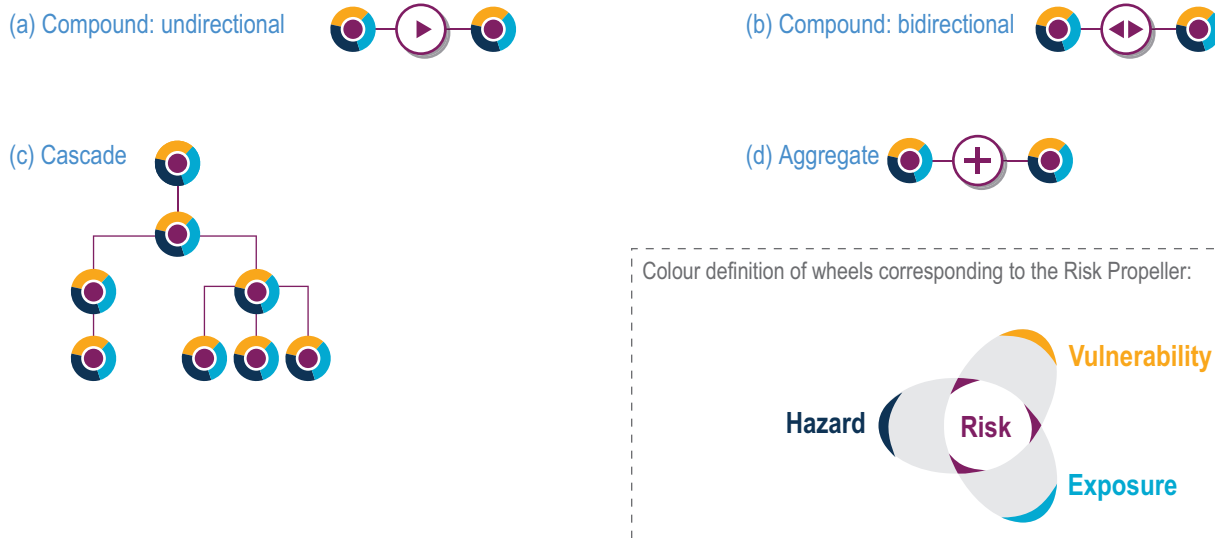 (a) Compound: undirectional
(b) Compound: bidirectional
(c) Cascade
(d) Aggregate
Colour definition of wheels corresponding to the Risk Propeller:
Vulnerability
Hazard
Risk
Exposure